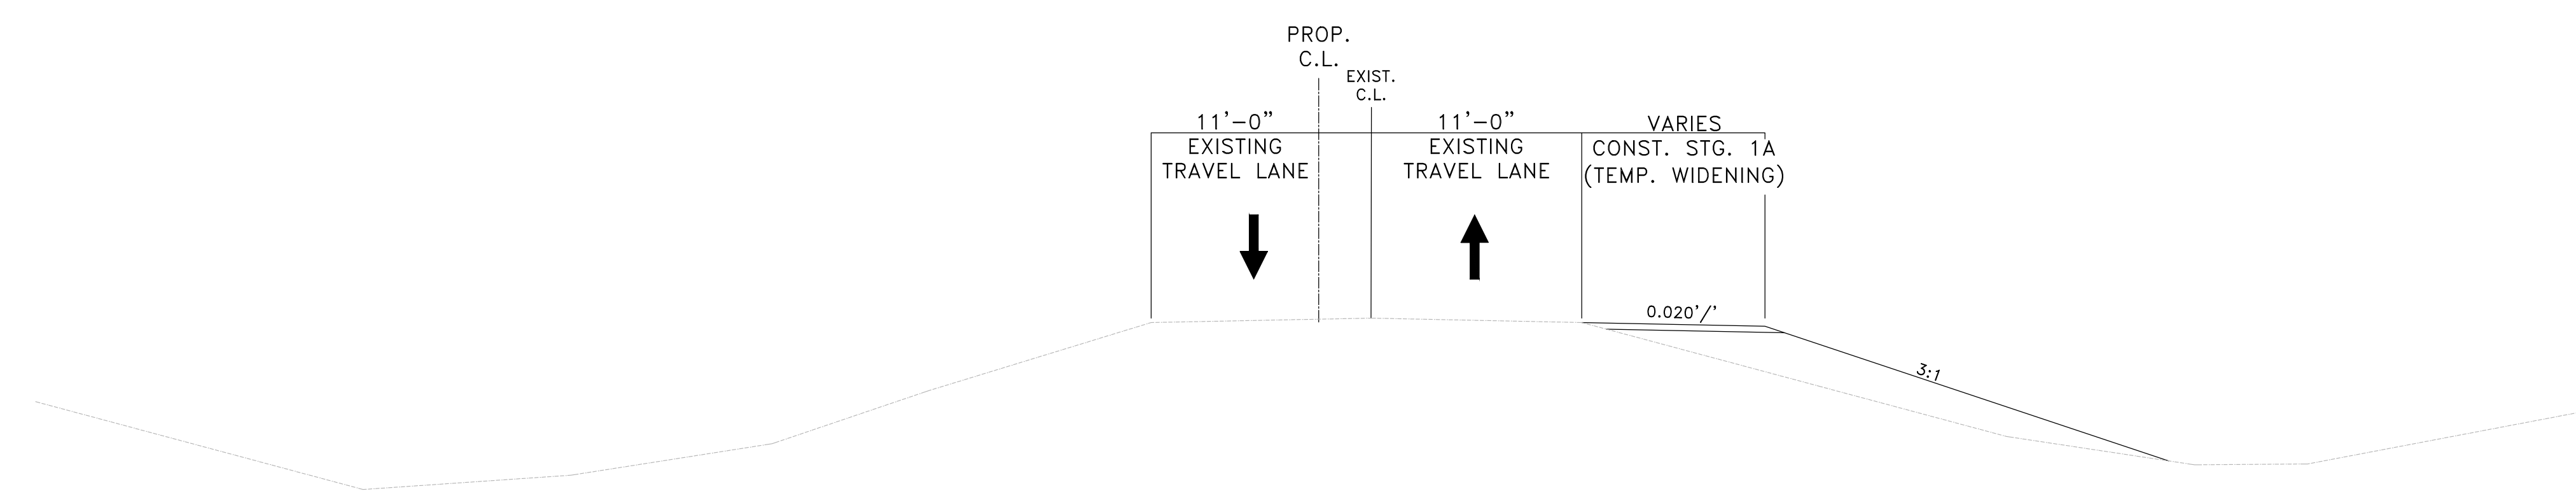 PROP.
C.L.
EXIST.
C.L.
11'-0"
EXISTING
TRAVEL LANE
11'-0"
EXISTING
TRAVEL LANE
VARIES
CONST. STG. 1A
(TEMP. WIDENING)
0.020'/'
3:1